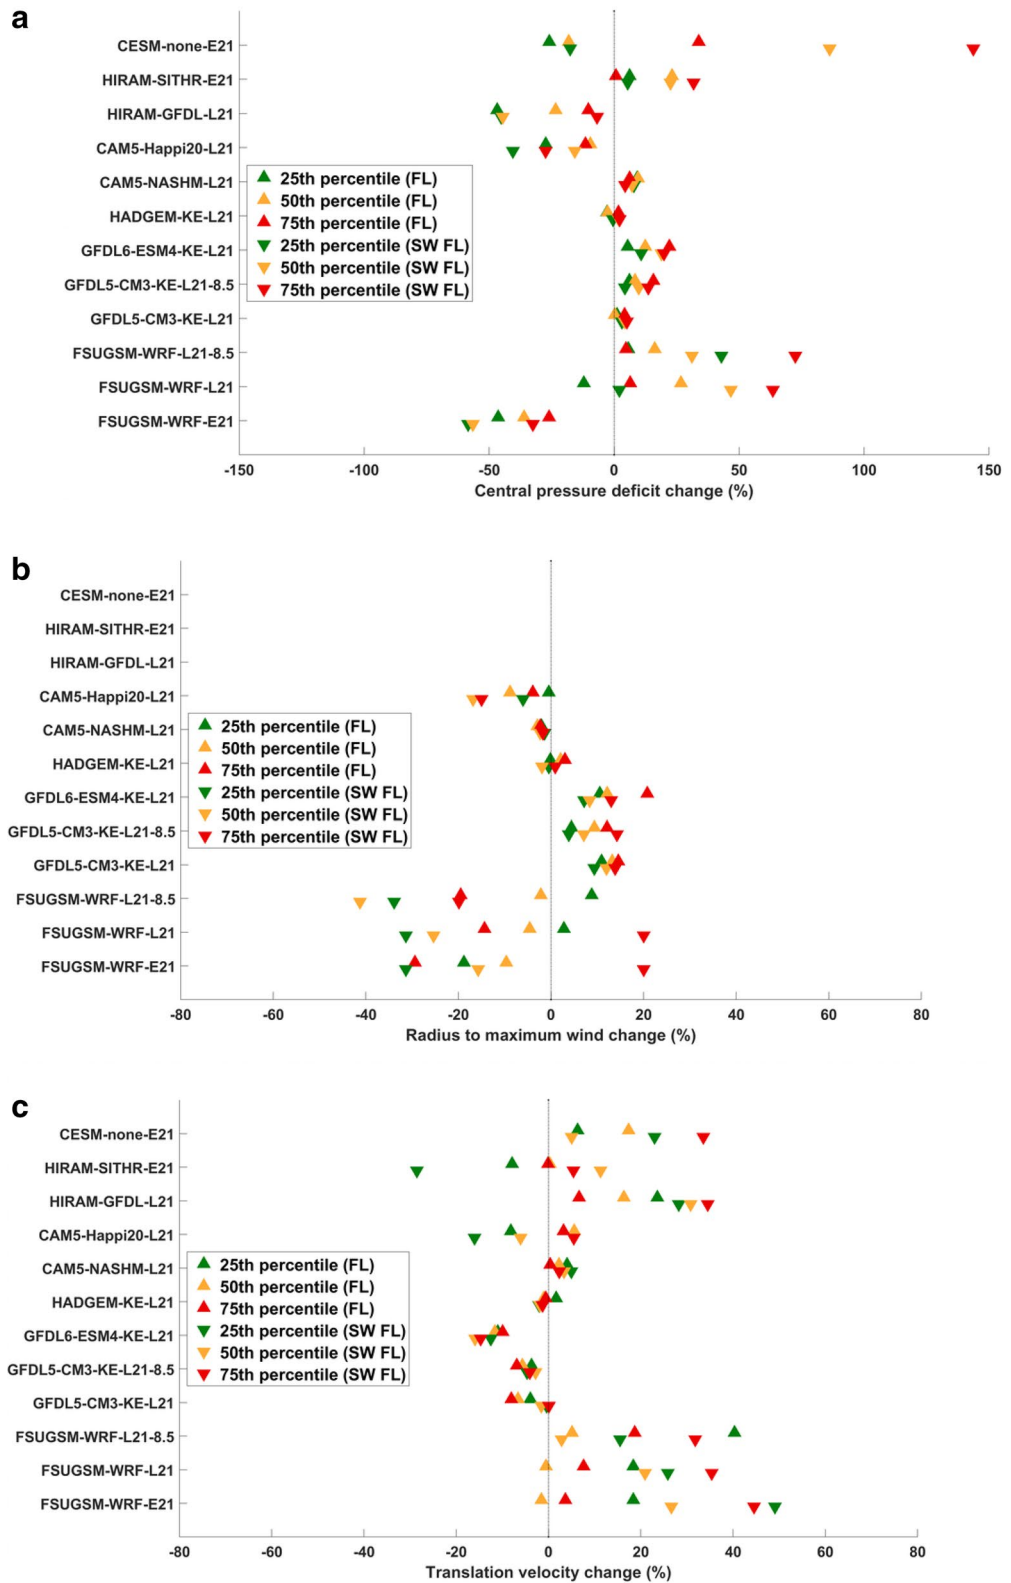 a
CESM-none-E21
HIRAM-SITHR-E21
HIRAM-GFDL-L21
CAM5-Happi20-L21
CAM5-NASHM-L21
HADGEM-KE-L21
GFDL6-ESM4-KE-L21
GFDL5-CM3-KE-L21-8.5
GFDL5-CM3-KE-L21
FSUGSM-WRF-L21-8.5
FSUGSM-WRF-L21
FSUGSM-WRF-E21
25th percentile (FL)
50th percentile (FL)
75th percentile (FL)
25th percentile (SW FL)
50th percentile (SW FL)
75th percentile (SW FL)
-150 -100 -50 0 50 100 150
Central pressure deficit change (%)
b
CESM-none-E21
HIRAM-SITHR-E21
HIRAM-GFDL-L21
CAM5-Happi20-L21
CAM5-NASHM-L21
HADGEM-KE-L21
GFDL6-ESM4-KE-L21
GFDL5-CM3-KE-L21-8.5
GFDL5-CM3-KE-L21
FSUGSM-WRF-L21-8.5
FSUGSM-WRF-L21
FSUGSM-WRF-E21
25th percentile (FL)
50th percentile (FL)
75th percentile (FL)
25th percentile (SW FL)
50th percentile (SW FL)
75th percentile (SW FL)
-80 -60 -40 -20 0 20 40 60 80
Radius to maximum wind change (%)
c
CESM-none-E21
HIRAM-SITHR-E21
HIRAM-GFDL-L21
CAM5-Happi20-L21
CAM5-NASHM-L21
HADGEM-KE-L21
GFDL6-ESM4-KE-L21
GFDL5-CM3-KE-L21-8.5
GFDL5-CM3-KE-L21
FSUGSM-WRF-L21-8.5
FSUGSM-WRF-L21
FSUGSM-WRF-E21
25th percentile (FL)
50th percentile (FL)
75th percentile (FL)
25th percentile (SW FL)
50th percentile (SW FL)
75th percentile (SW FL)
-80 -60 -40 -20 0 20 40 60 80
Translation velocity change (%)